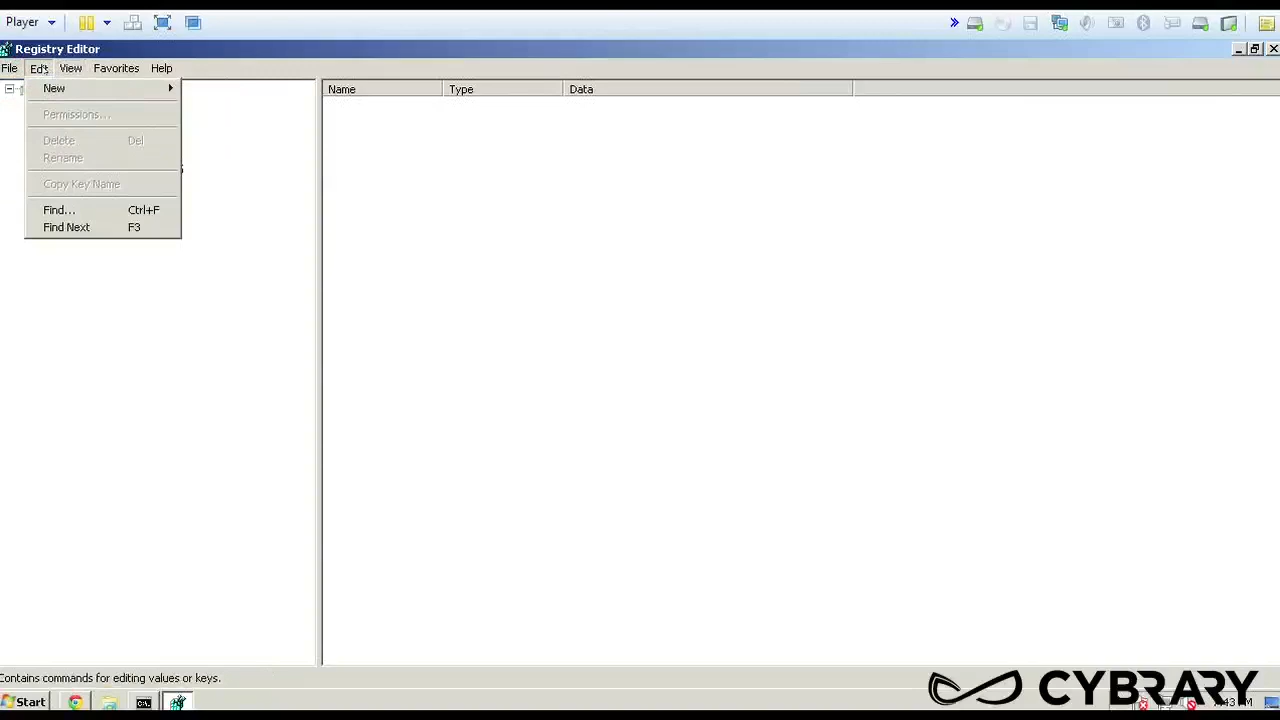 Player
Registry Editor
File Edit View Favorites Help
New
Permissions...
Delete Del
Rename
Copy Key Name
Find... Ctrl+F
Find Next F3
Name Type Data
Contains commands for editing values or keys.
Start
CYBRARY